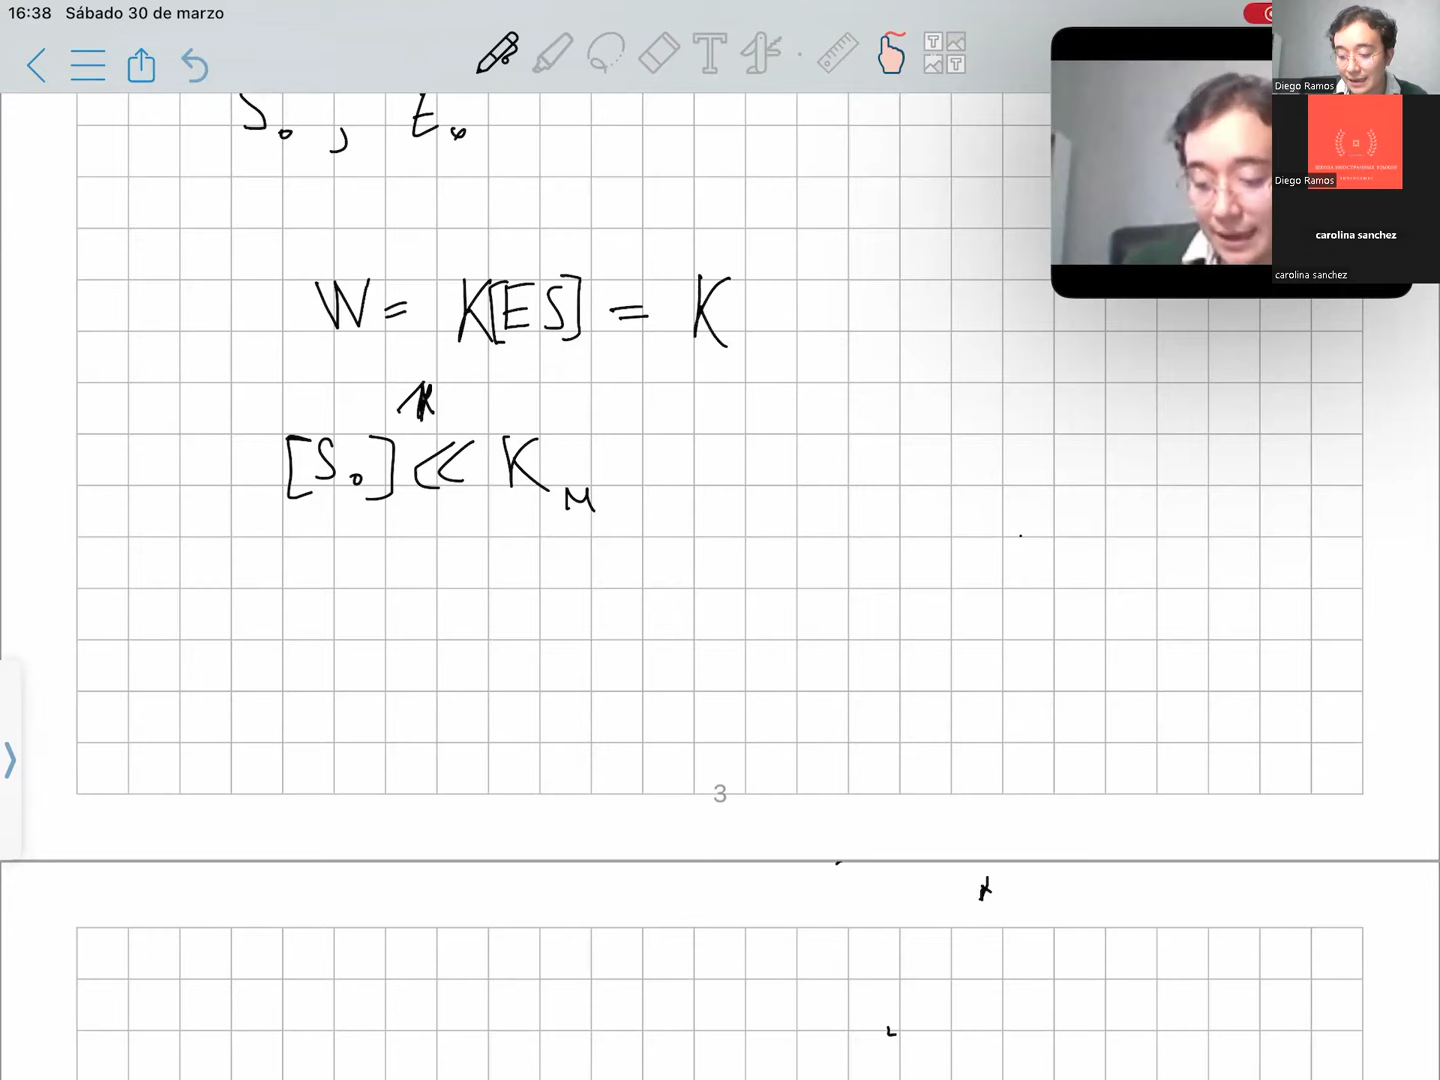 16:38 Sábado 30 de marzo
Diego Ramos
Diego Ramos
carolina sanchez
carolina sanchez
S₀ , E₀
W = K[ES] = K
[S₀] << K_M
3